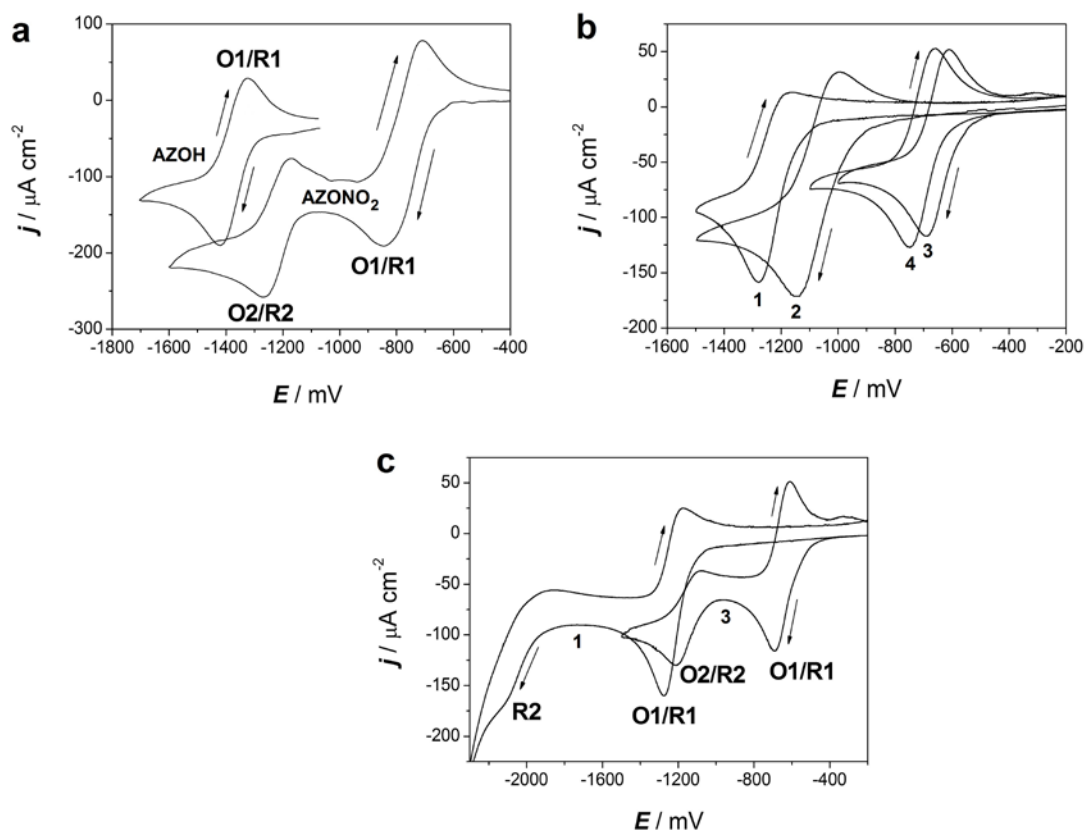 a
O1/R1
AZOH
AZONO2
O1/R1
O2/R2
100
0
-100
-200
-300
-1800 -1600 -1400 -1200 -1000 -800 -600 -400
j / μA cm-2
E / mV
b
50
0
-50
-100
-150
-200
1
2
4
3
-1600 -1400 -1200 -1000 -800 -600 -400 -200
j / μA cm-2
E / mV
c
50
25
0
-50
-100
-150
-200
1
3
R2
O1/R1
O2/R2
O1/R1
-2000 -1600 -1200 -800 -400
j / μA cm-2
E / mV